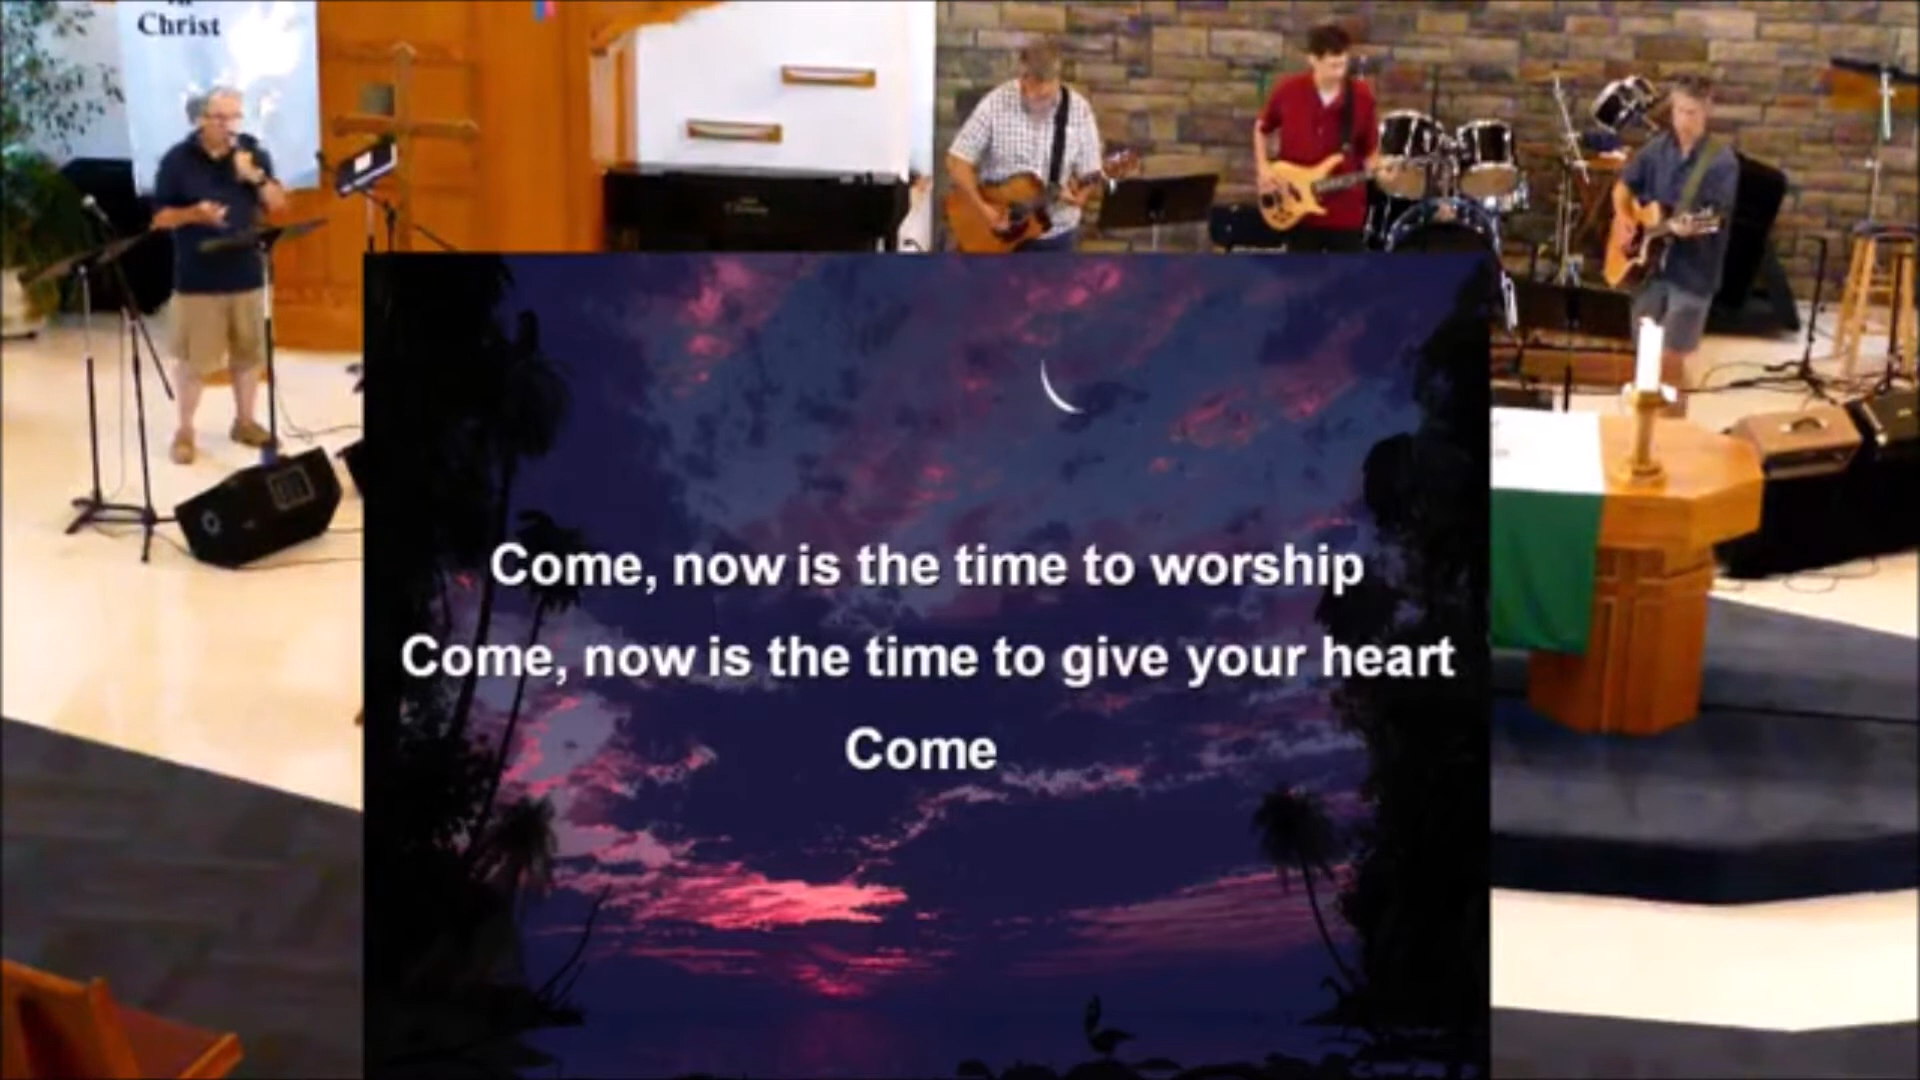 Christ
Come, now is the time to worship
Come, now is the time to give your heart
Come